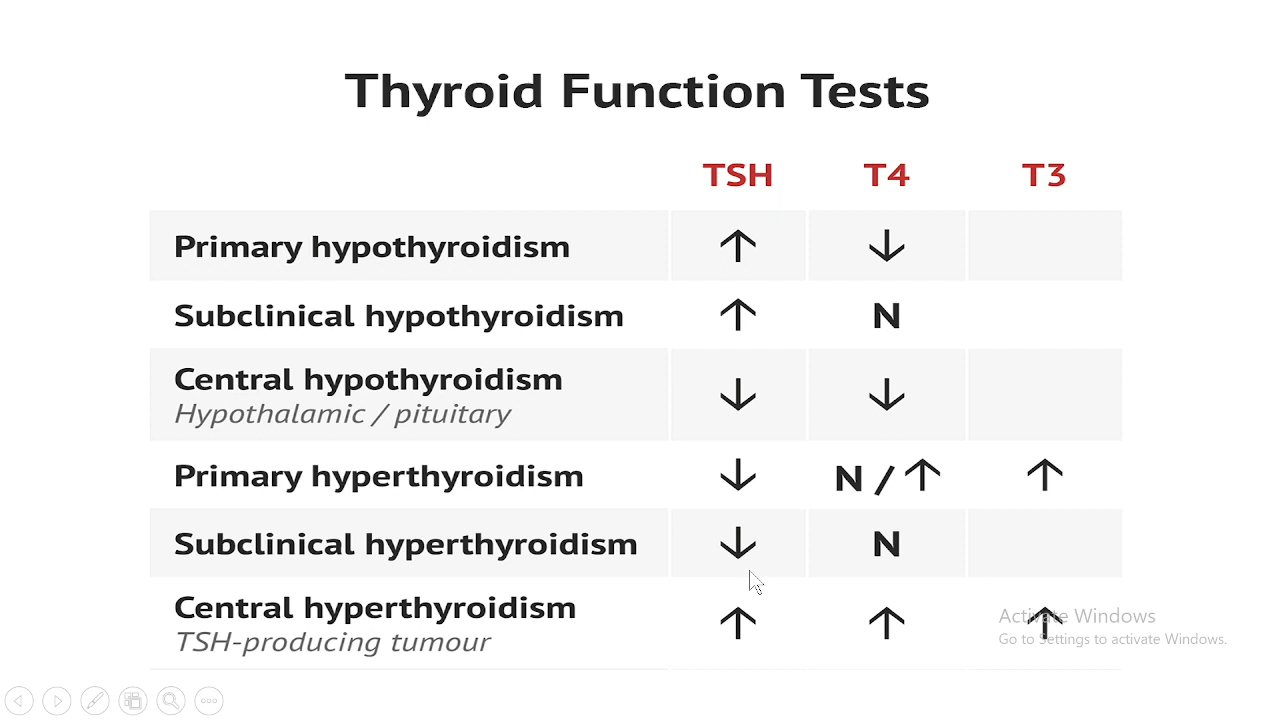 Thyroid Function Tests
TSH T4 T3
Primary hypothyroidism ↑ ↓
Subclinical hypothyroidism ↑ N
Central hypothyroidism ↓ ↓
Hypothalamic / pituitary
Primary hyperthyroidism ↓ N / ↑ ↑
Subclinical hyperthyroidism ↓ N
Central hyperthyroidism ↑ ↑ ↑
TSH-producing tumour
Activate Windows
Go to Settings to activate Windows.